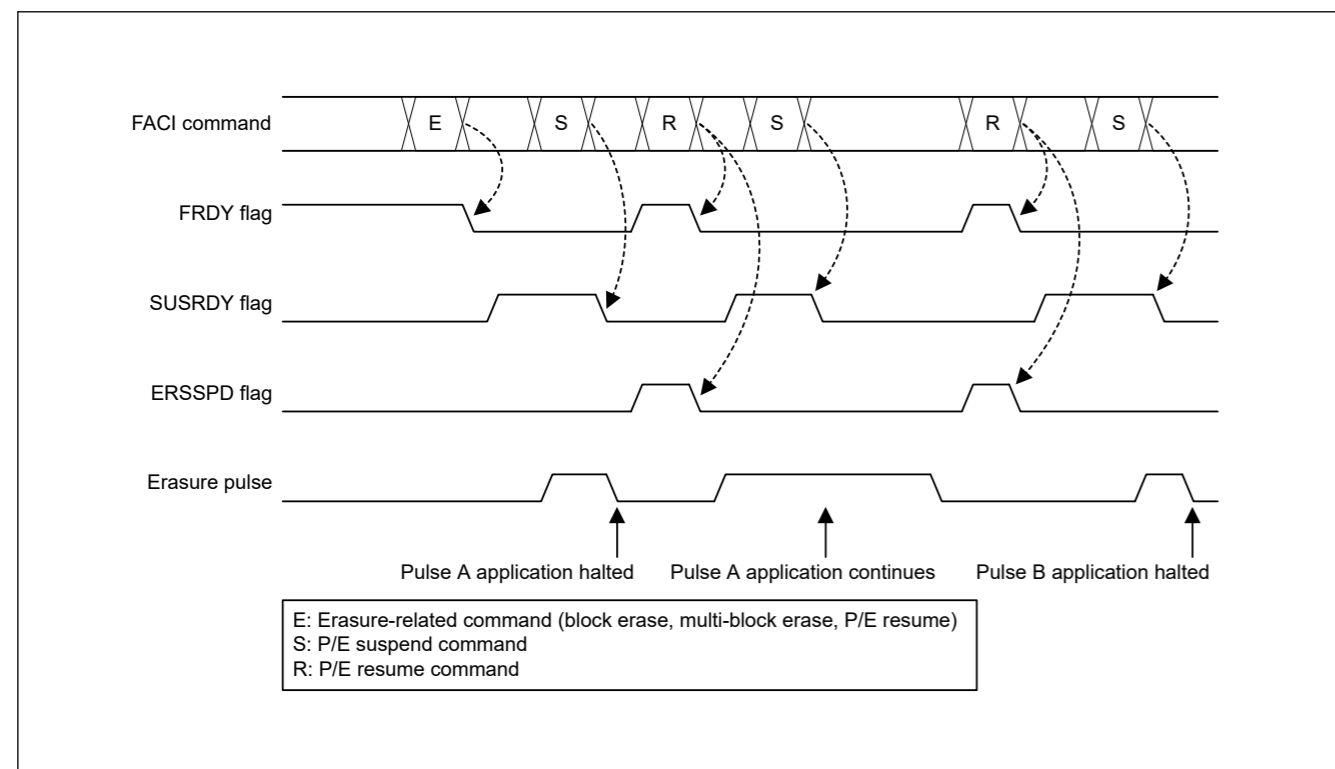 FACI command E S R S R S
FRDY flag
SUSRDY flag
ERSSPD flag
Erasure pulse
Pulse A application halted Pulse A application continues Pulse B application halted
E: Erasure-related command (block erase, multi-block erase, P/E resume)
S: P/E suspend command
R: P/E resume command